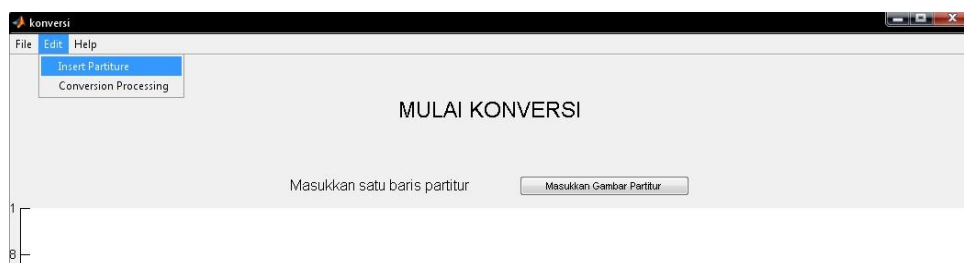 konversi
File Edit Help
Insert Partiture
Conversion Processing
MULAI KONVERSI
Masukkan satu baris partitur Masukkan Gambar Partitur
1
8